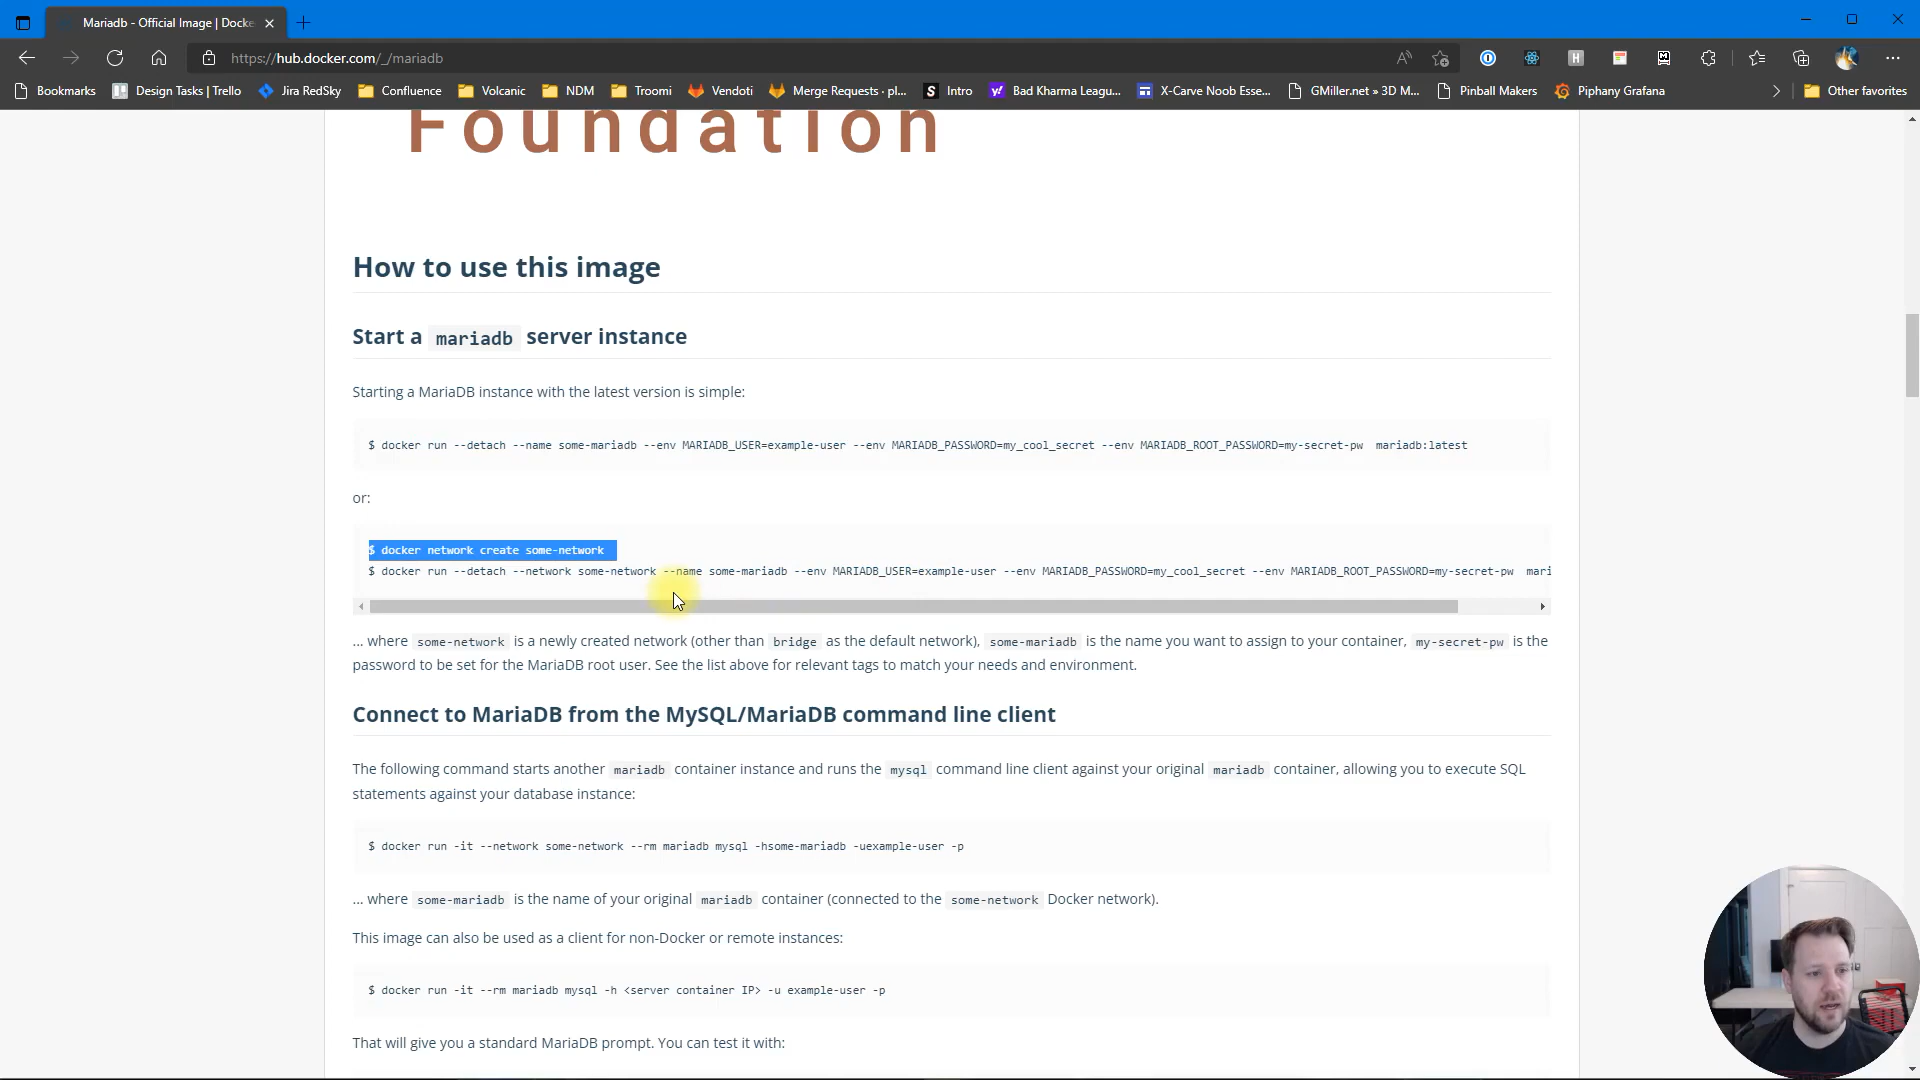 Mariadb - Official Image | Docke
https://hub.docker.com/_/mariadb
Bookmarks
Design Tasks | Trello
Jira RedSky
Confluence
Volcanic
NDM
Troomi
Vendoti
Merge Requests · pl...
Intro
Bad Kharma Leagu...
X-Carve Noob Esse...
GMiller.net » 3D M...
Pinball Makers
Piphany Grafana
Other favorites
Foundation
How to use this image
Start a mariadb server instance
Starting a MariaDB instance with the latest version is simple:
$ docker run --detach --name some-mariadb --env MARIADB_USER=example-user --env MARIADB_PASSWORD=my_cool_secret --env MARIADB_ROOT_PASSWORD=my-secret-pw  mariadb:latest
or:
$ docker network create some-network
$ docker run --detach --network some-network --name some-mariadb --env MARIADB_USER=example-user --env MARIADB_PASSWORD=my_cool_secret --env MARIADB_ROOT_PASSWORD=my-secret-pw  mari
... where some-network is a newly created network (other than bridge as the default network), some-mariadb is the name you want to assign to your container, my-secret-pw is the
password to be set for the MariaDB root user. See the list above for relevant tags to match your needs and environment.
Connect to MariaDB from the MySQL/MariaDB command line client
The following command starts another mariadb container instance and runs the mysql command line client against your original mariadb container, allowing you to execute SQL
statements against your database instance:
$ docker run -it --network some-network --rm mariadb mysql -hsome-mariadb -uexample-user -p
... where some-mariadb is the name of your original mariadb container (connected to the some-network Docker network).
This image can also be used as a client for non-Docker or remote instances:
$ docker run -it --rm mariadb mysql -h <server container IP> -u example-user -p
That will give you a standard MariaDB prompt. You can test it with: